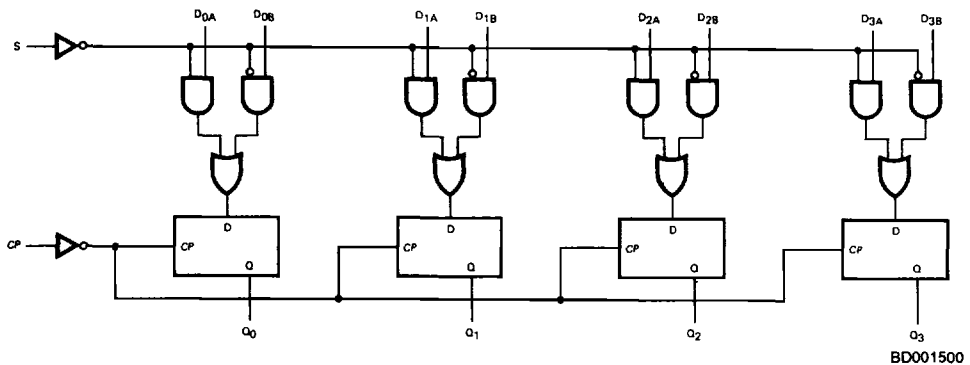 D0A D0B D1A D1B D2A D2B D3A D3B
S
D D D D
CP CP CP CP CP
Q Q Q Q
Q0 Q1 Q2 Q3
BD001500